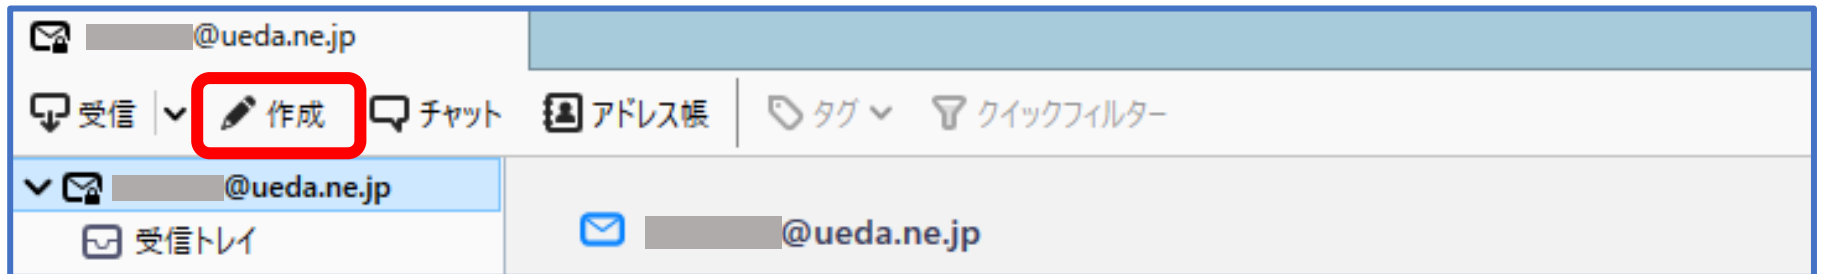 @ueda.ne.jp
受信 作成 チャット アドレス帳 タグ クイックフィルター
@ueda.ne.jp
受信トレイ
@ueda.ne.jp